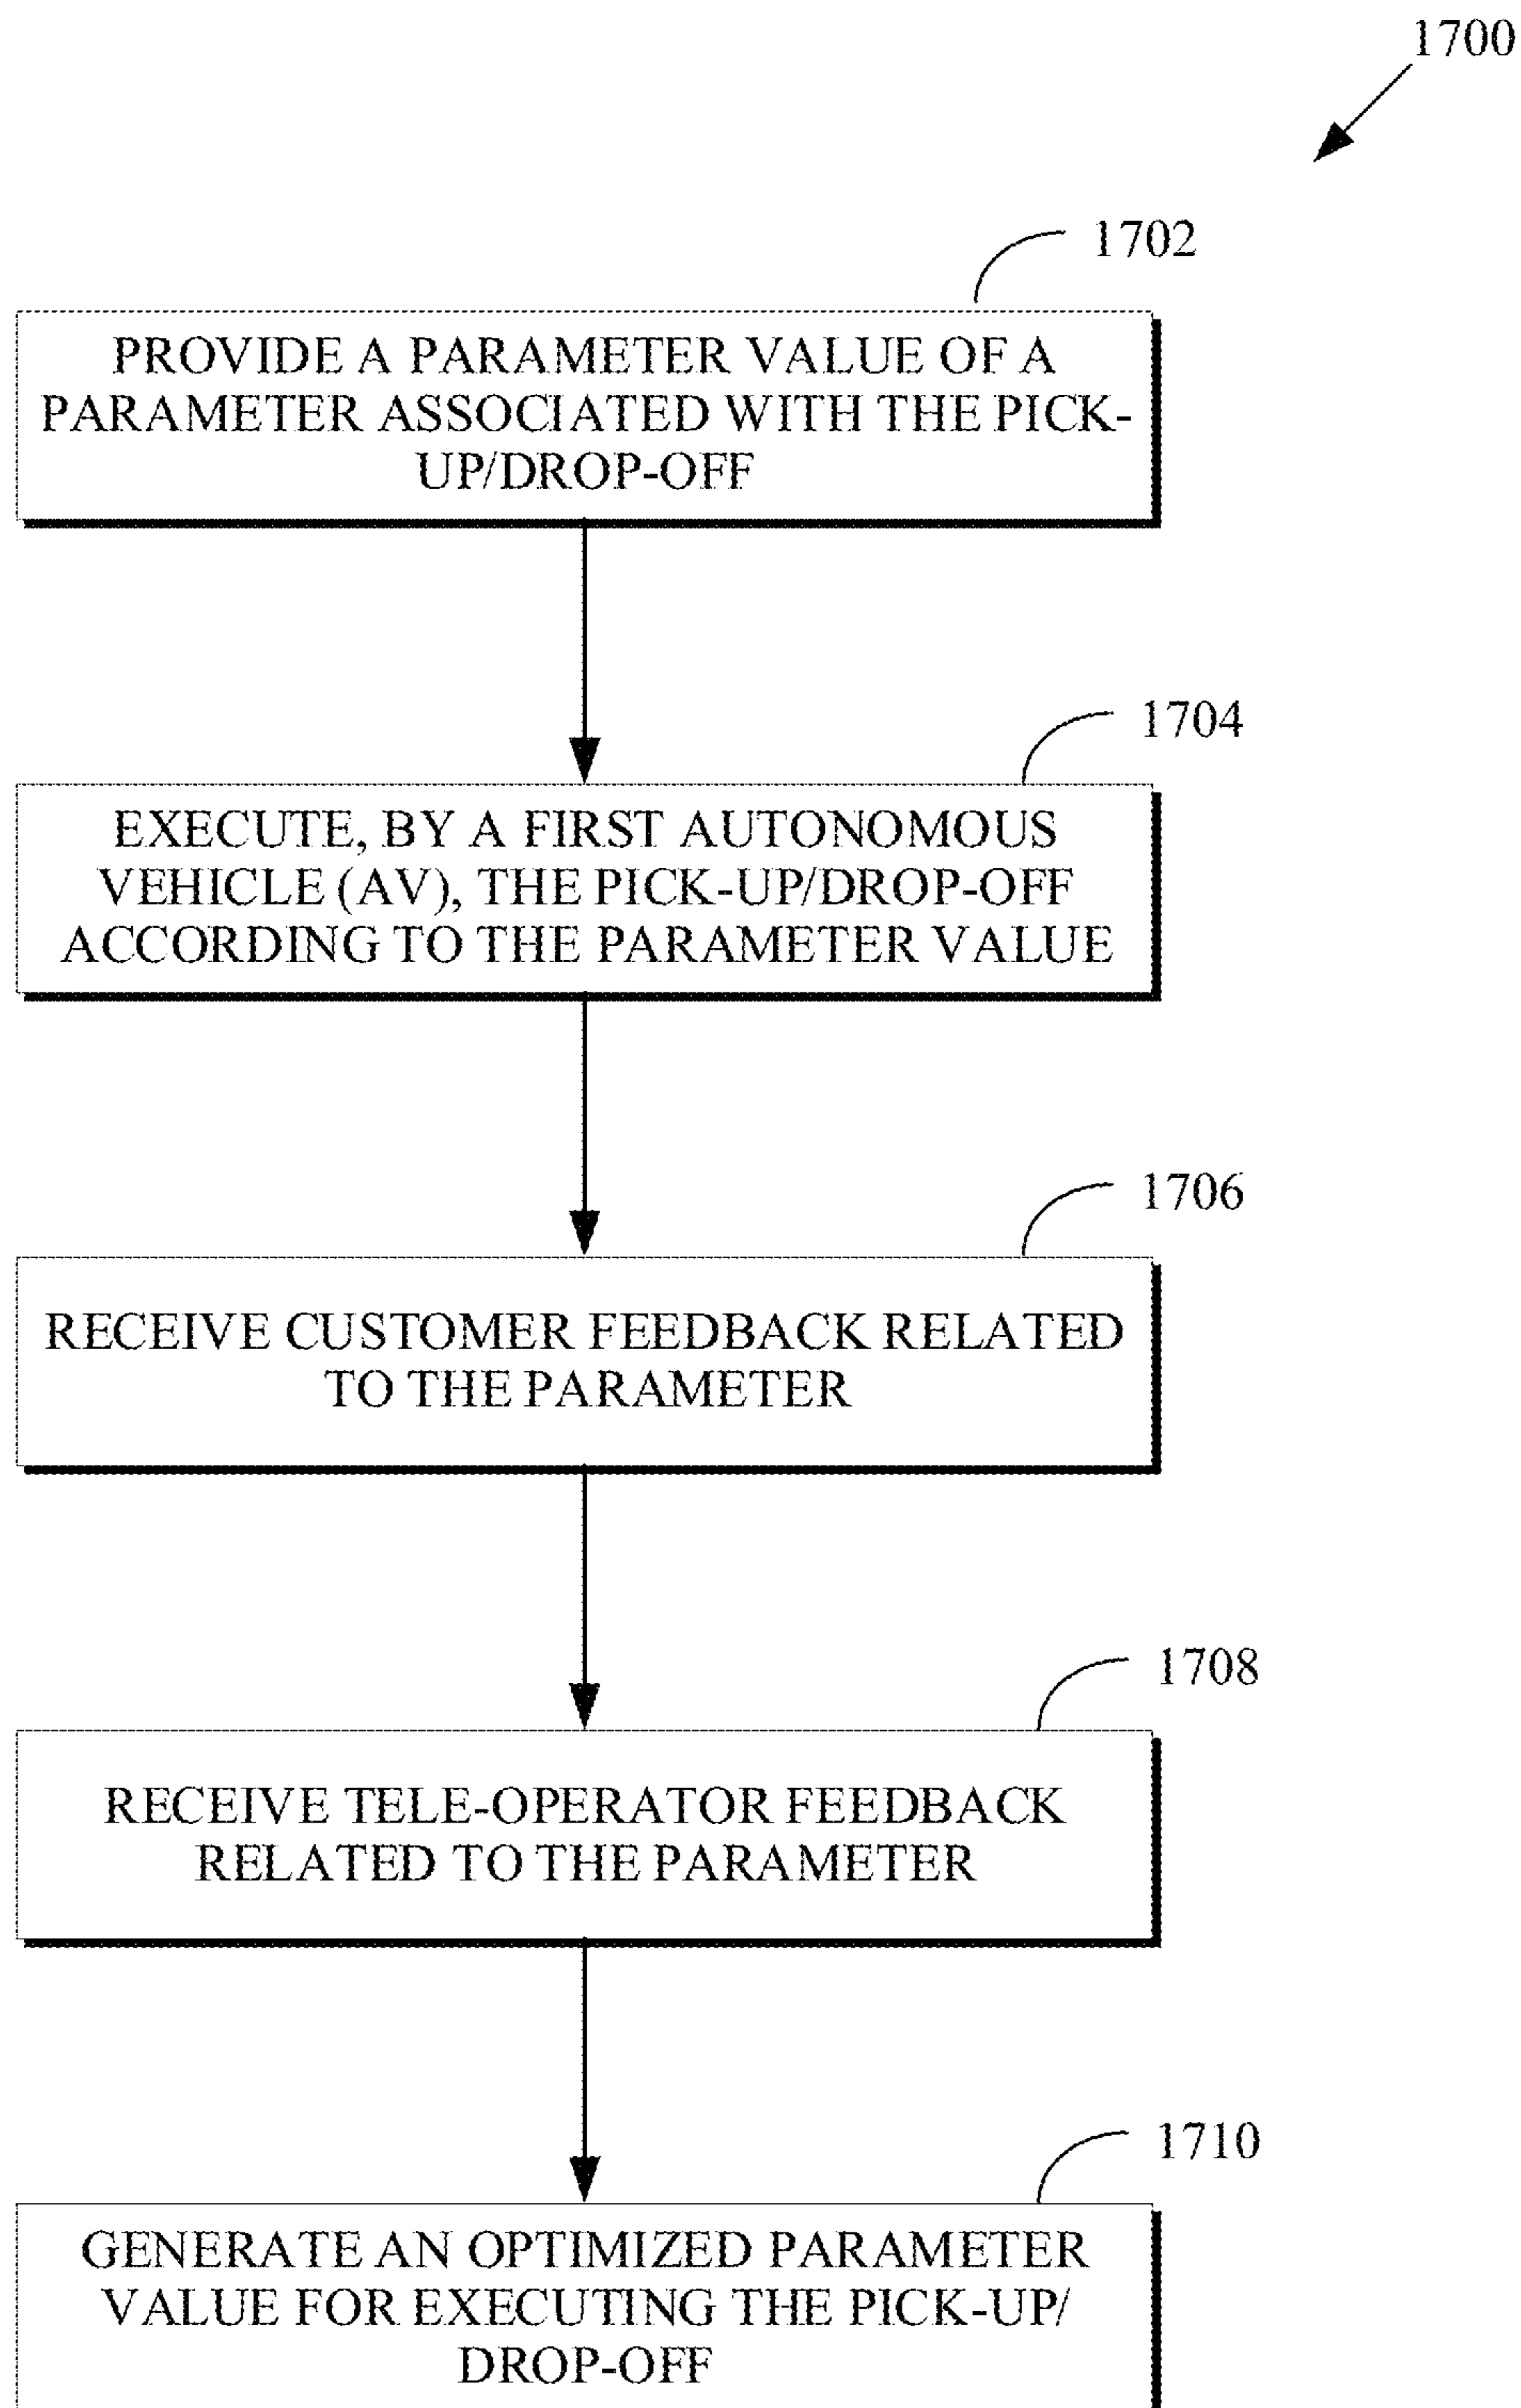 1700
1702
PROVIDE A PARAMETER VALUE OF A
PARAMETER ASSOCIATED WITH THE PICK-
UP/DROP-OFF
1704
EXECUTE, BY A FIRST AUTONOMOUS
VEHICLE (AV), THE PICK-UP/DROP-OFF
ACCORDING TO THE PARAMETER VALUE
1706
RECEIVE CUSTOMER FEEDBACK RELATED
TO THE PARAMETER
1708
RECEIVE TELE-OPERATOR FEEDBACK
RELATED TO THE PARAMETER
1710
GENERATE AN OPTIMIZED PARAMETER
VALUE FOR EXECUTING THE PICK-UP/
DROP-OFF